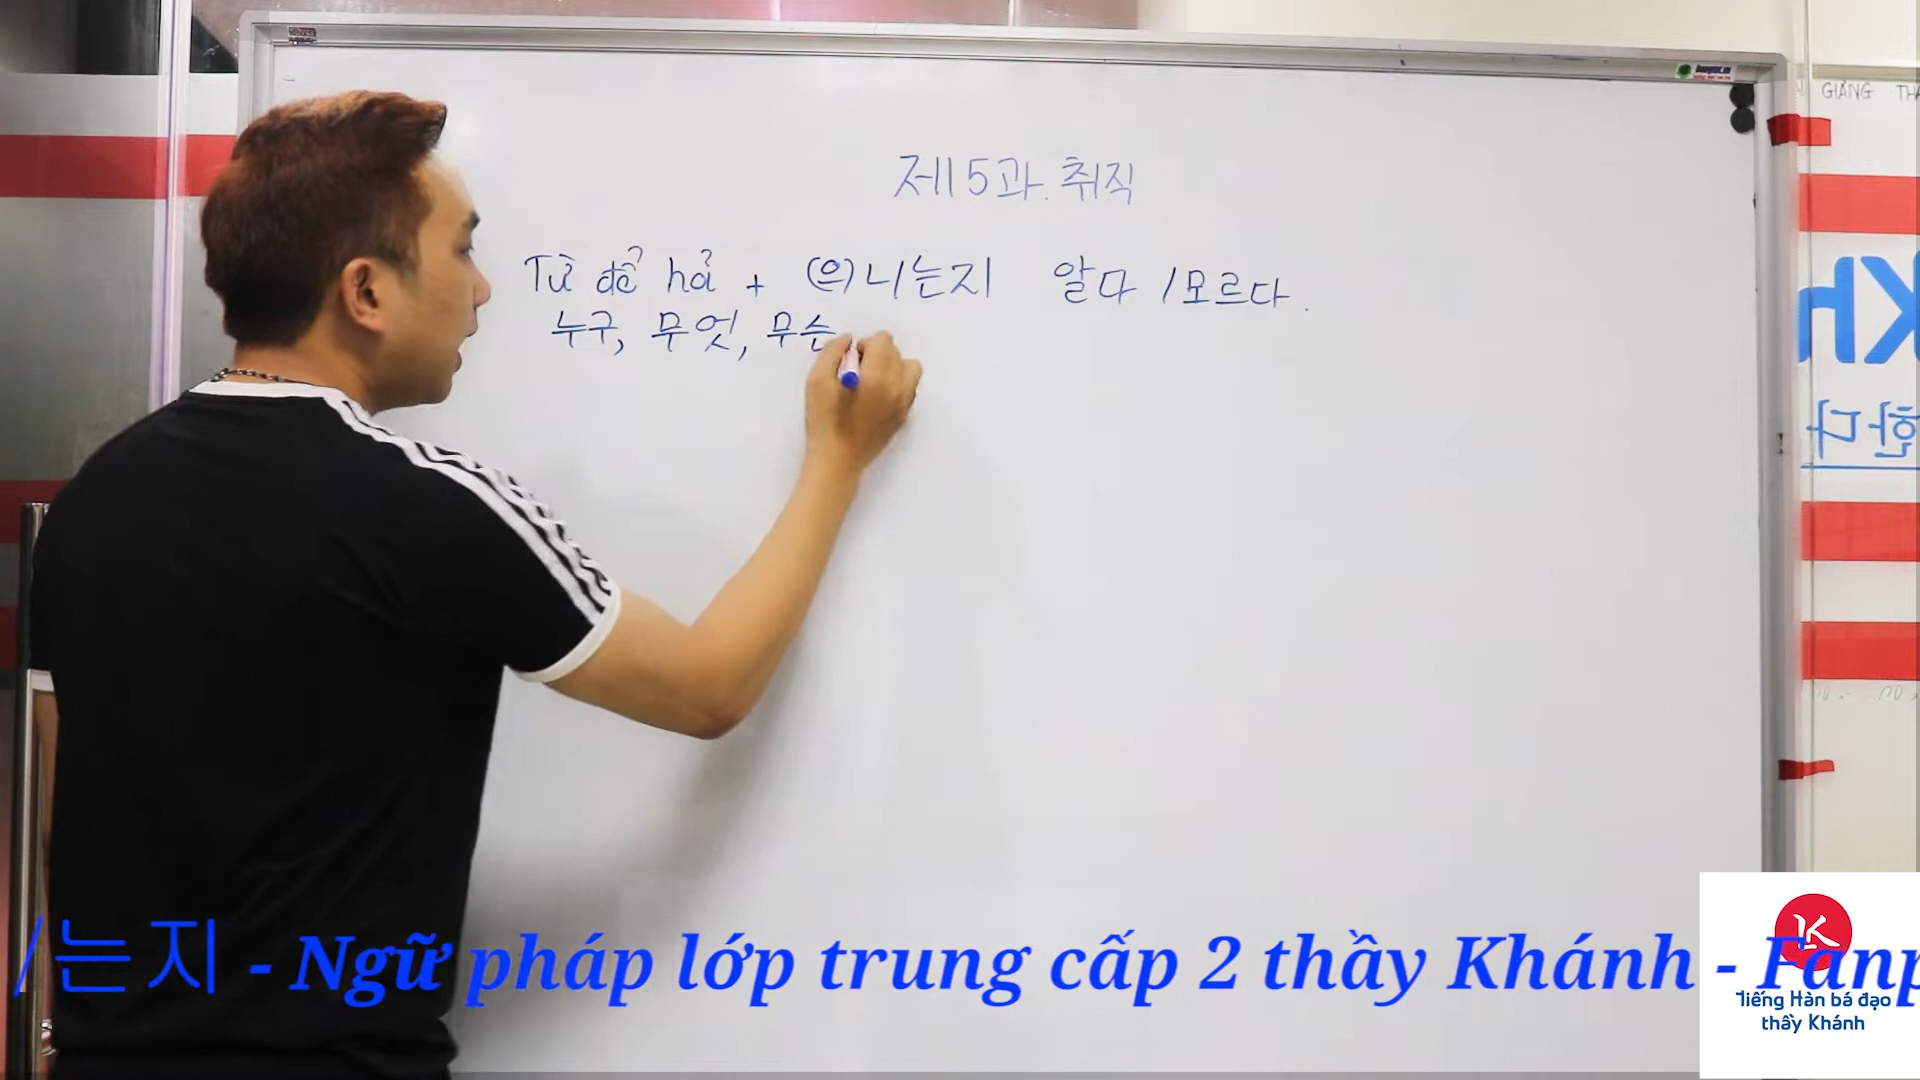 제15과. 취직
Từ để hỏi + (으)ㄴ/는지 알다 / 모르다.
누구, 무엇, 무슨
GIẢNG
한다
/는지 - Ngữ pháp lớp trung cấp 2 thầy Khánh - Fanp
Tiếng Hàn bá đạo
thầy Khánh